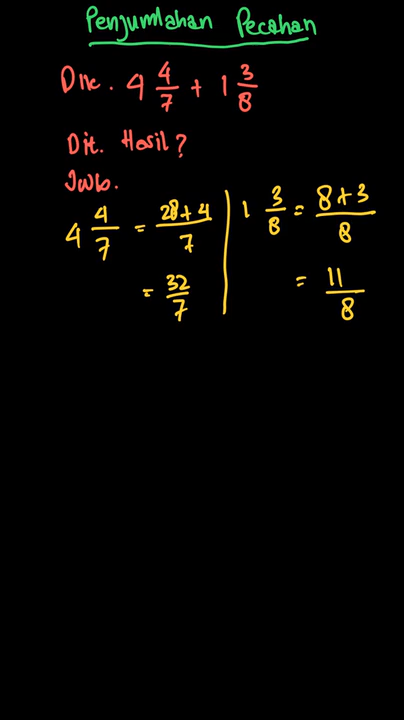 Penjumlahan Pecahan
Dik. 4 4/7 + 1 3/8
Dit. Hasil?
Jwb.
4 4/7 = 28+4/7
= 32/7
1 3/8 = 8+3/8
= 11/8